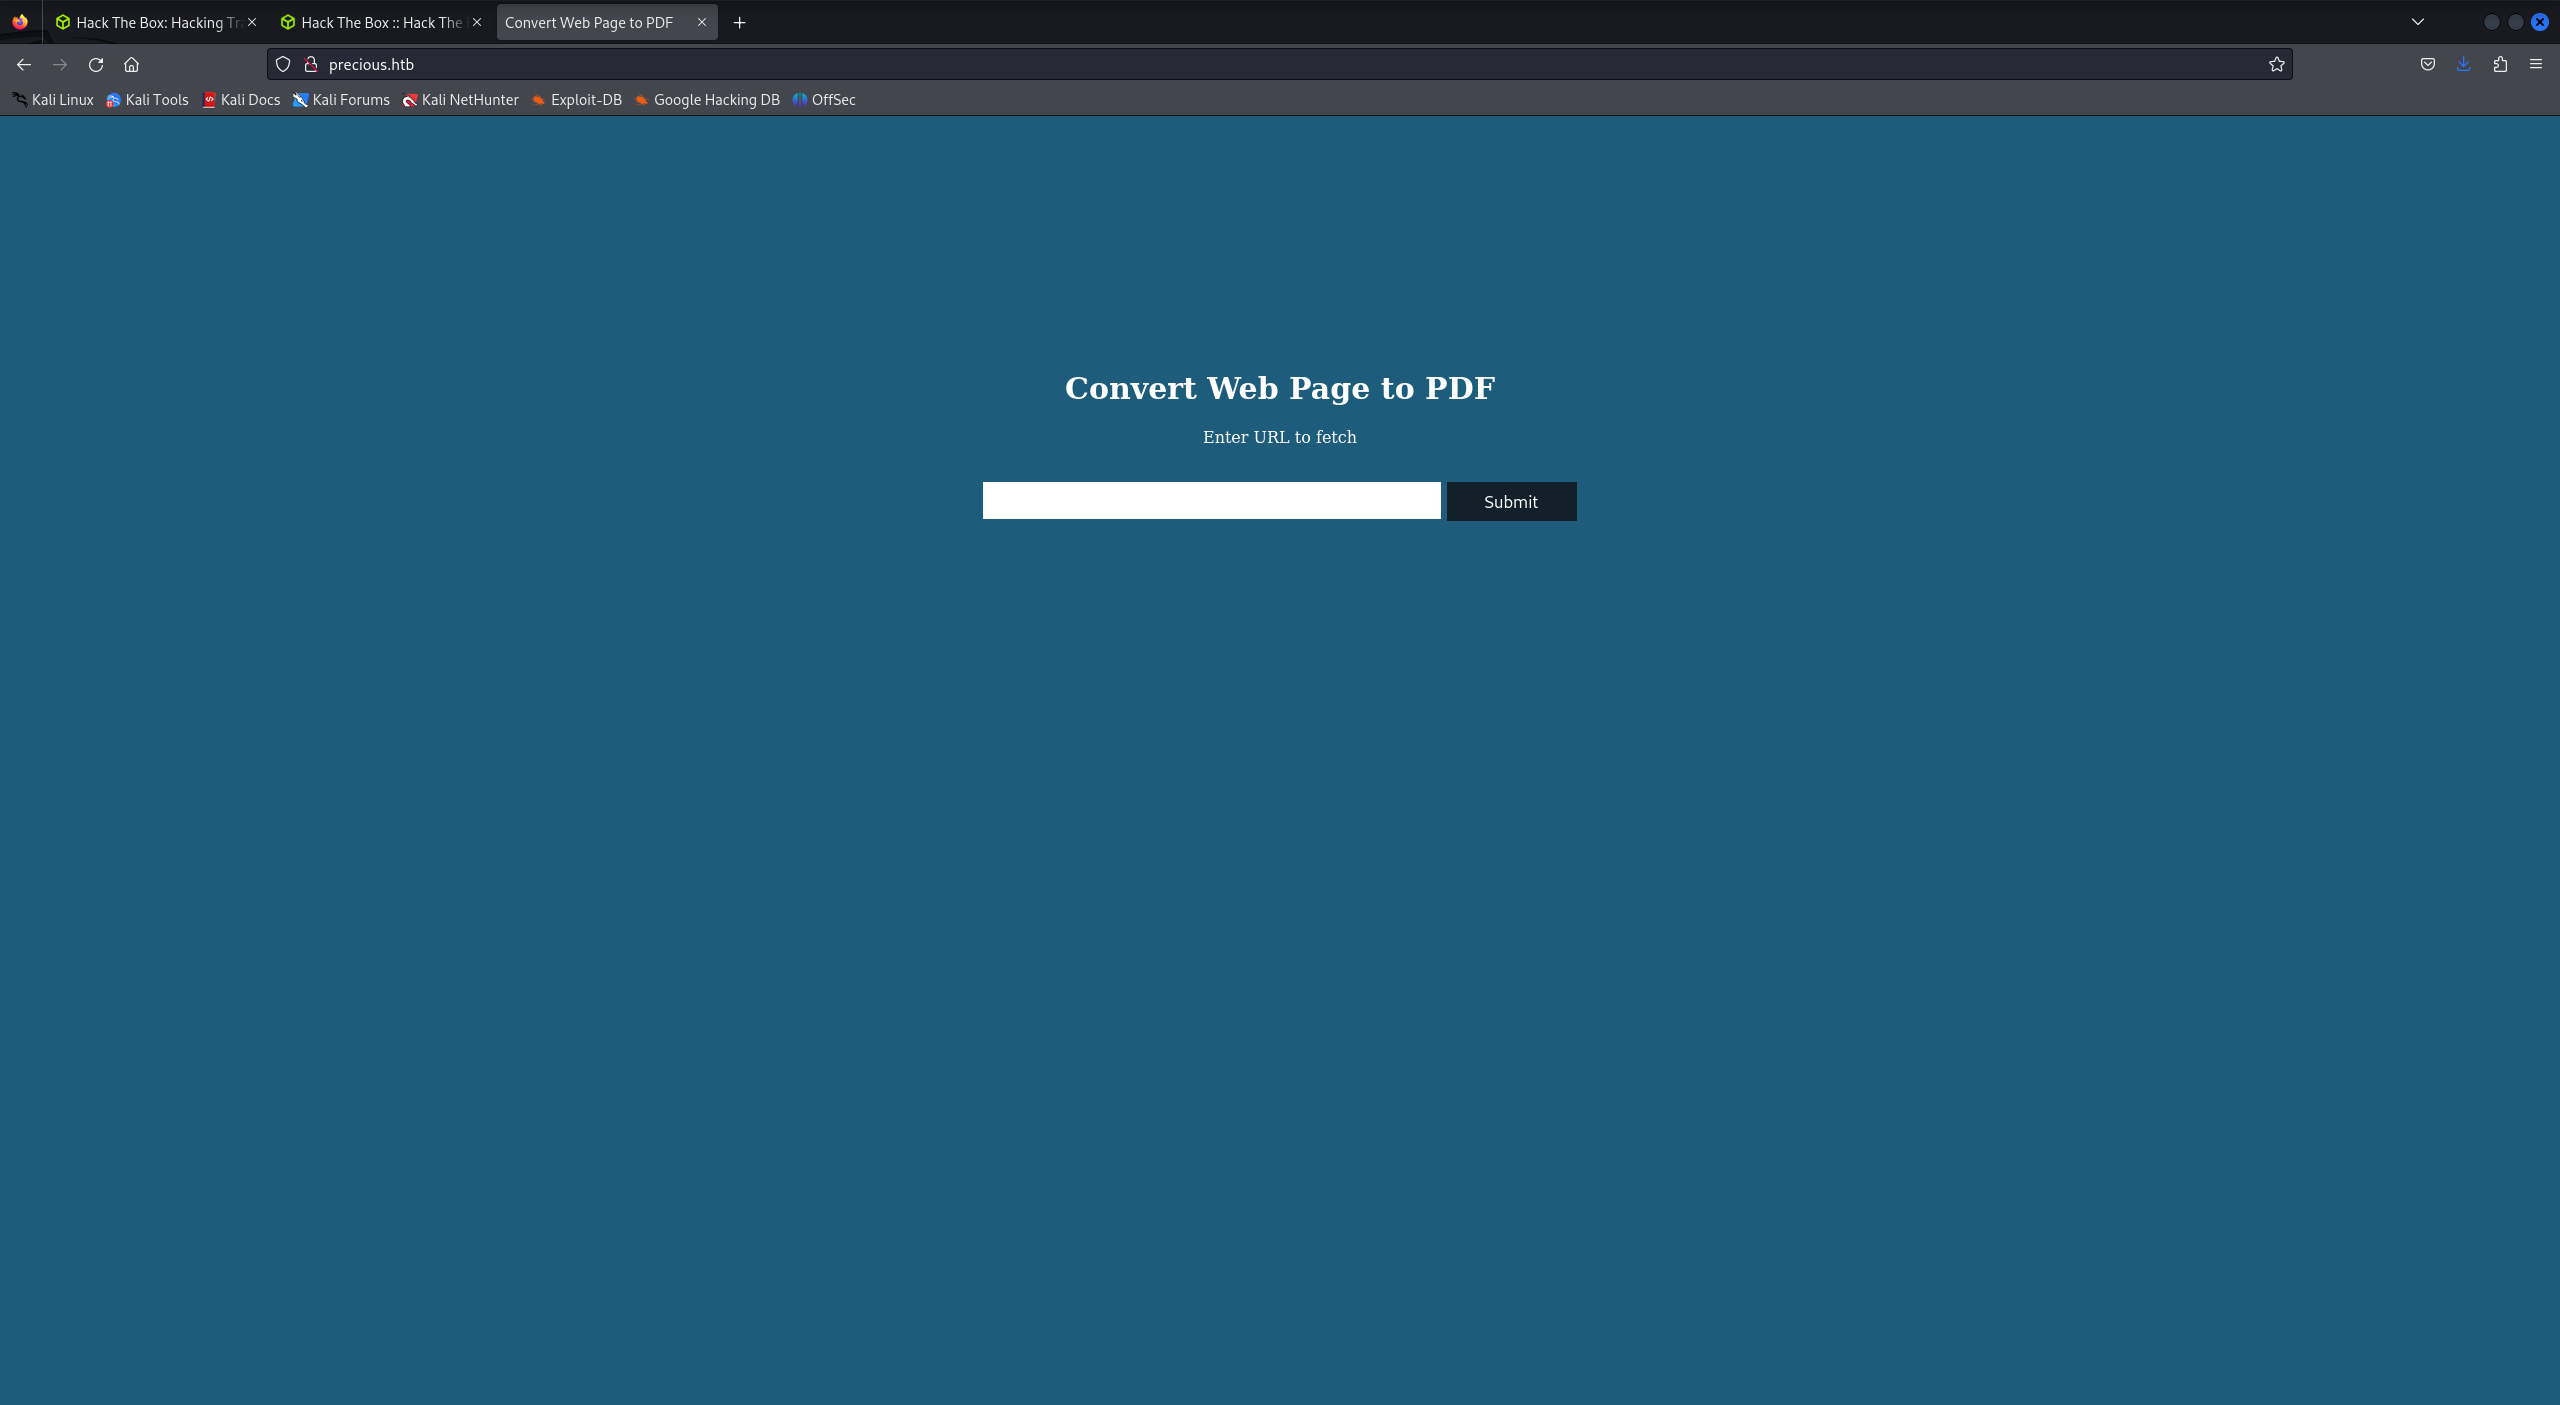 Hack The Box: Hacking Tr
Hack The Box :: Hack The
Convert Web Page to PDF
precious.htb
Kali Linux Kali Tools Kali Docs Kali Forums Kali NetHunter Exploit-DB Google Hacking DB OffSec
Convert Web Page to PDF
Enter URL to fetch
Submit